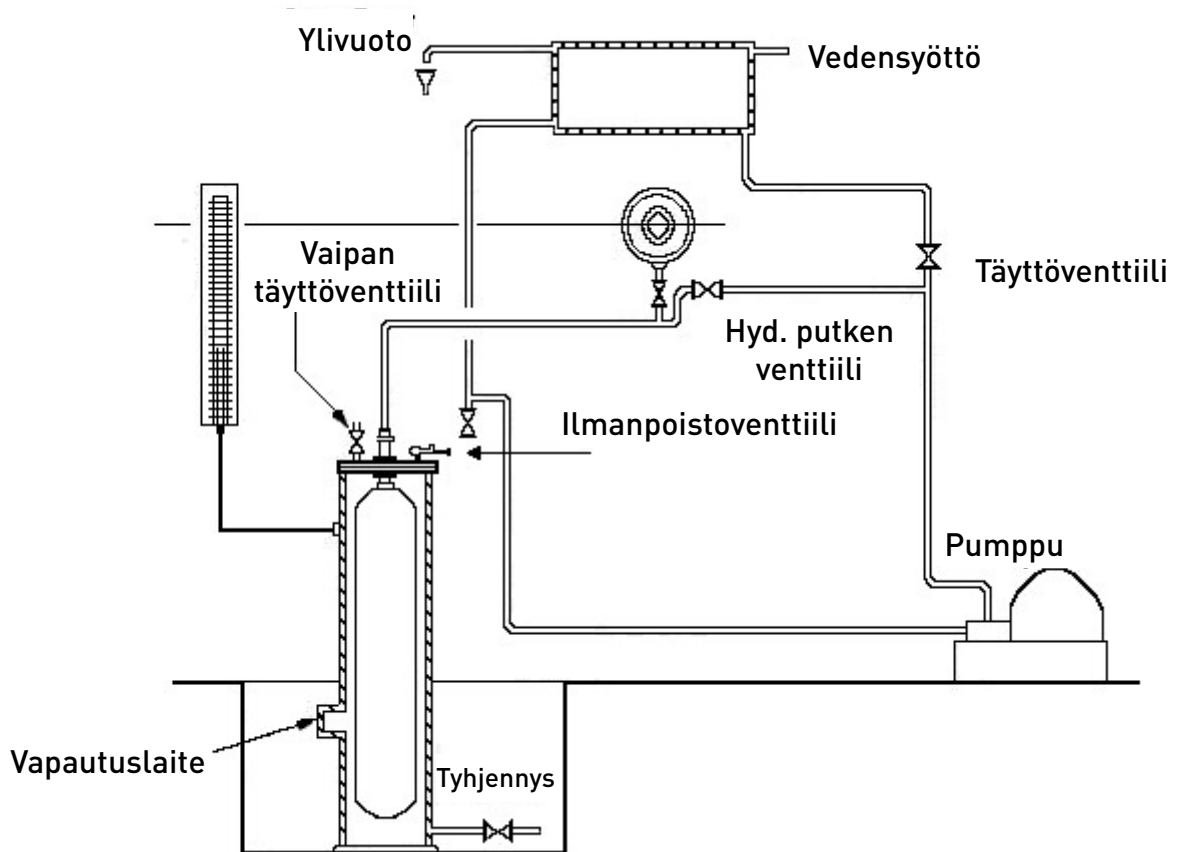 Ylivuoto
Vedensyöttö
Vaipan
täyttöventtiili
Täyttöventtiili
Hyd. putken
venttiili
Ilmanpoistoventtiili
Pumppu
Vapautuslaite
Tyhjennys